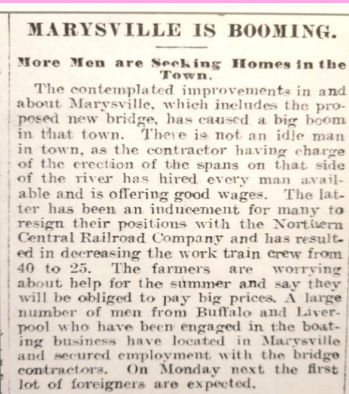 MARYSVILLE IS BOOMING.
More Men are Seeking Homes in the
Town.
The contemplated improvements in and
about Marysville, which includes the pro-
posed new bridge, has caused a big boom
in that town. There is not an idle man
in town, as the contractor having charge
of the erection of the spans on that side
of the river has hired every man avail-
able and is offering good wages. The lat-
ter has been an inducement for many to
resign their positions with the Northern
Central Railroad Company and has result-
ed in decreasing the work train crew from
40 to 25. The farmers are worrying
about help for the summer and say they
will be obliged to pay big prices. A large
number of men from Buffalo and Liver-
pool who have been engaged in the boat-
ing business have located in Marysville
and secured employment with the bridge
contractors. On Monday next the first
lot of foreigners are expected.